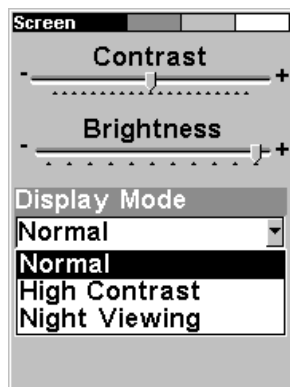 Screen
Contrast
- +
Brightness
- +
Display Mode
Normal
Normal
High Contrast
Night Viewing